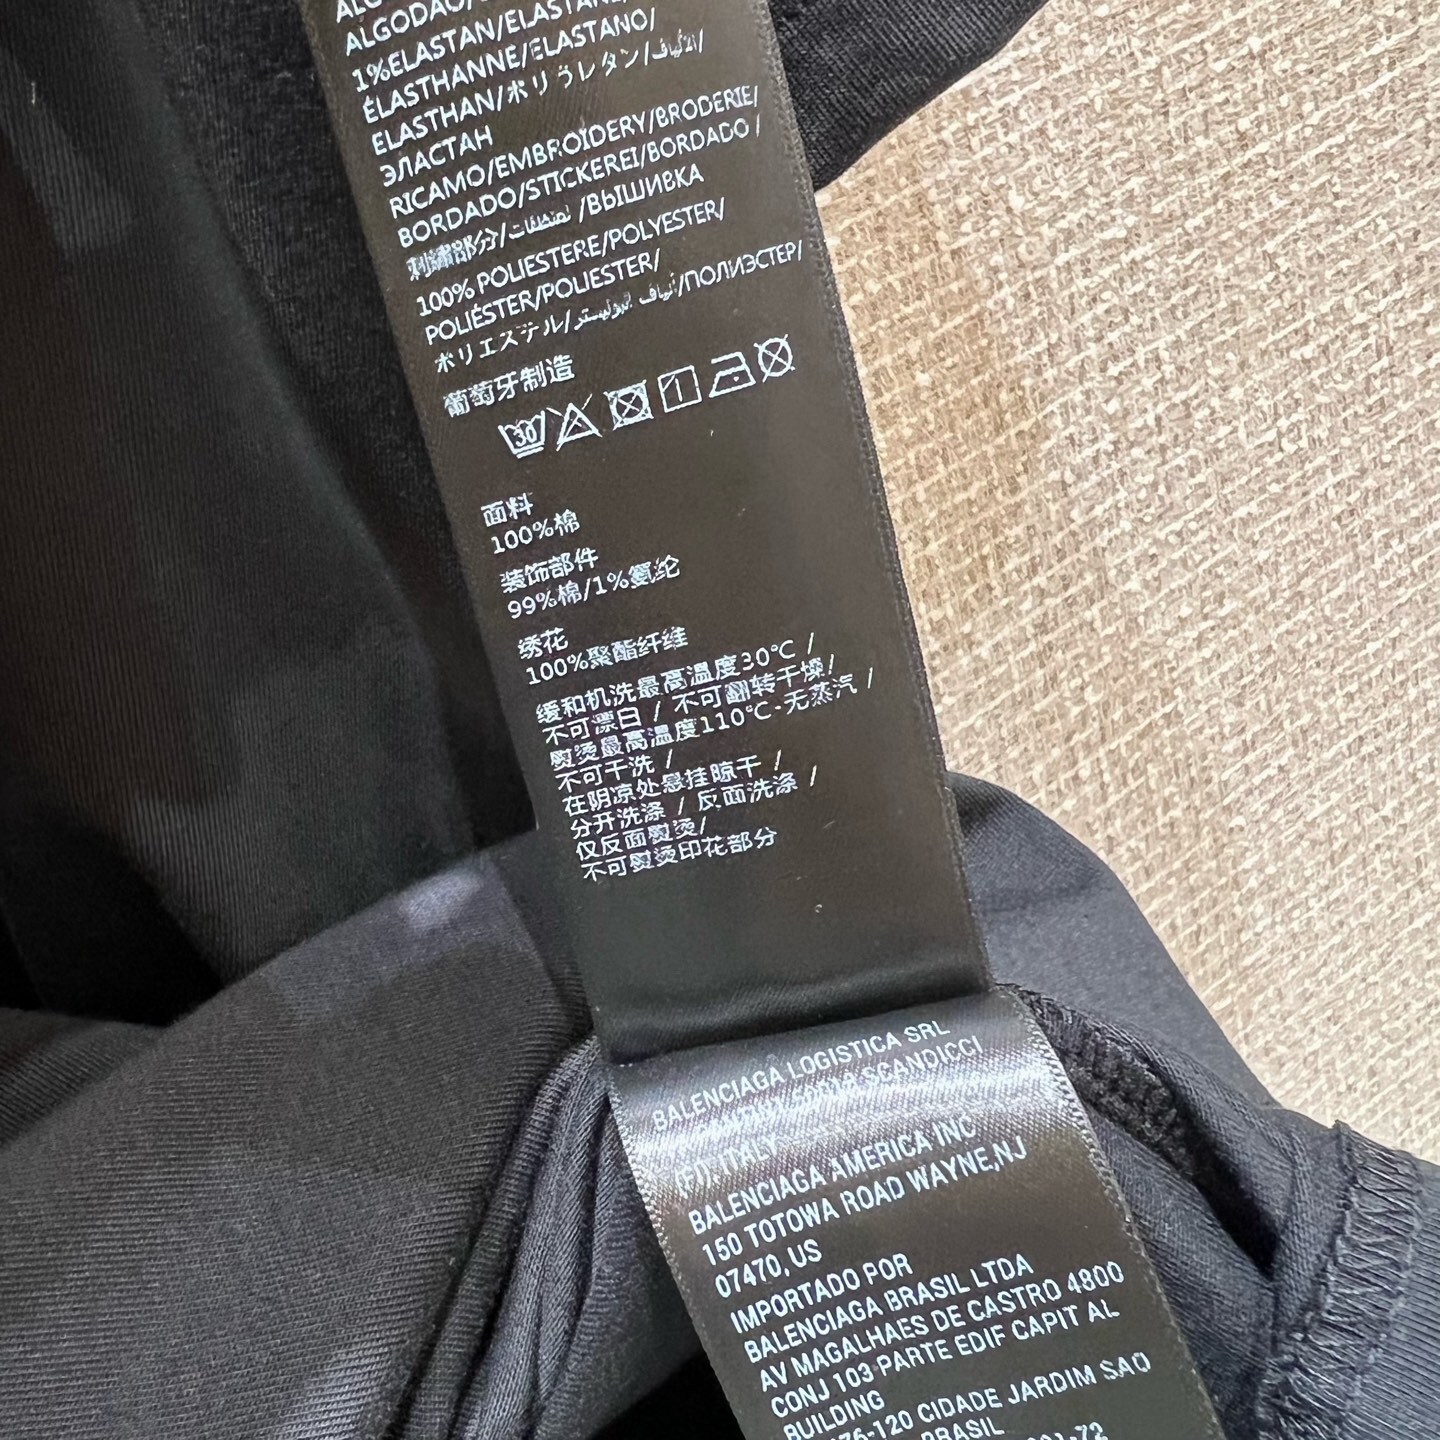 ALGODÃO/
1%ELASTAN/ELASTANE/
ÉLASTHANNE/ELASTANO/
ELASTHAN/ポリウレタン/
ЭЛАСТАН
RICAMO/EMBROIDERY/BRODERIE/
BORDADO/STICKEREI/BORDADO/
刺繍部分/ /ВЫШИВКА
100% POLIESTERE/POLYESTER/
POLIÉSTER/POLIESTER/
ポリエステル/ألياف البوليستر/ПОЛИЭСТЕР/
葡萄牙制造
30
面料
100%棉
装饰部件
99%棉/1%氨纶
绣花
100%聚酯纤维
缓和机洗最高温度30°C /
不可漂白 / 不可翻转干燥/
熨烫最高温度110°C-无蒸汽 /
不可干洗 /
在阴凉处悬挂晾干 /
分开洗涤 / 反面洗涤 /
仅反面熨烫/
不可熨烫印花部分
BALENCIAGA LOGISTICA SRL
SCANDICCI
(FI) ITALY
BALENCIAGA AMERICA INC
150 TOTOWA ROAD WAYNE,NJ
07470, US
IMPORTADO POR
BALENCIAGA BRASIL LTDA
AV MAGALHAES DE CASTRO 4800
CONJ 103 PARTE EDIF CAPIT AL
BUILDING
76-120 CIDADE JARDIM SAO
BRASIL